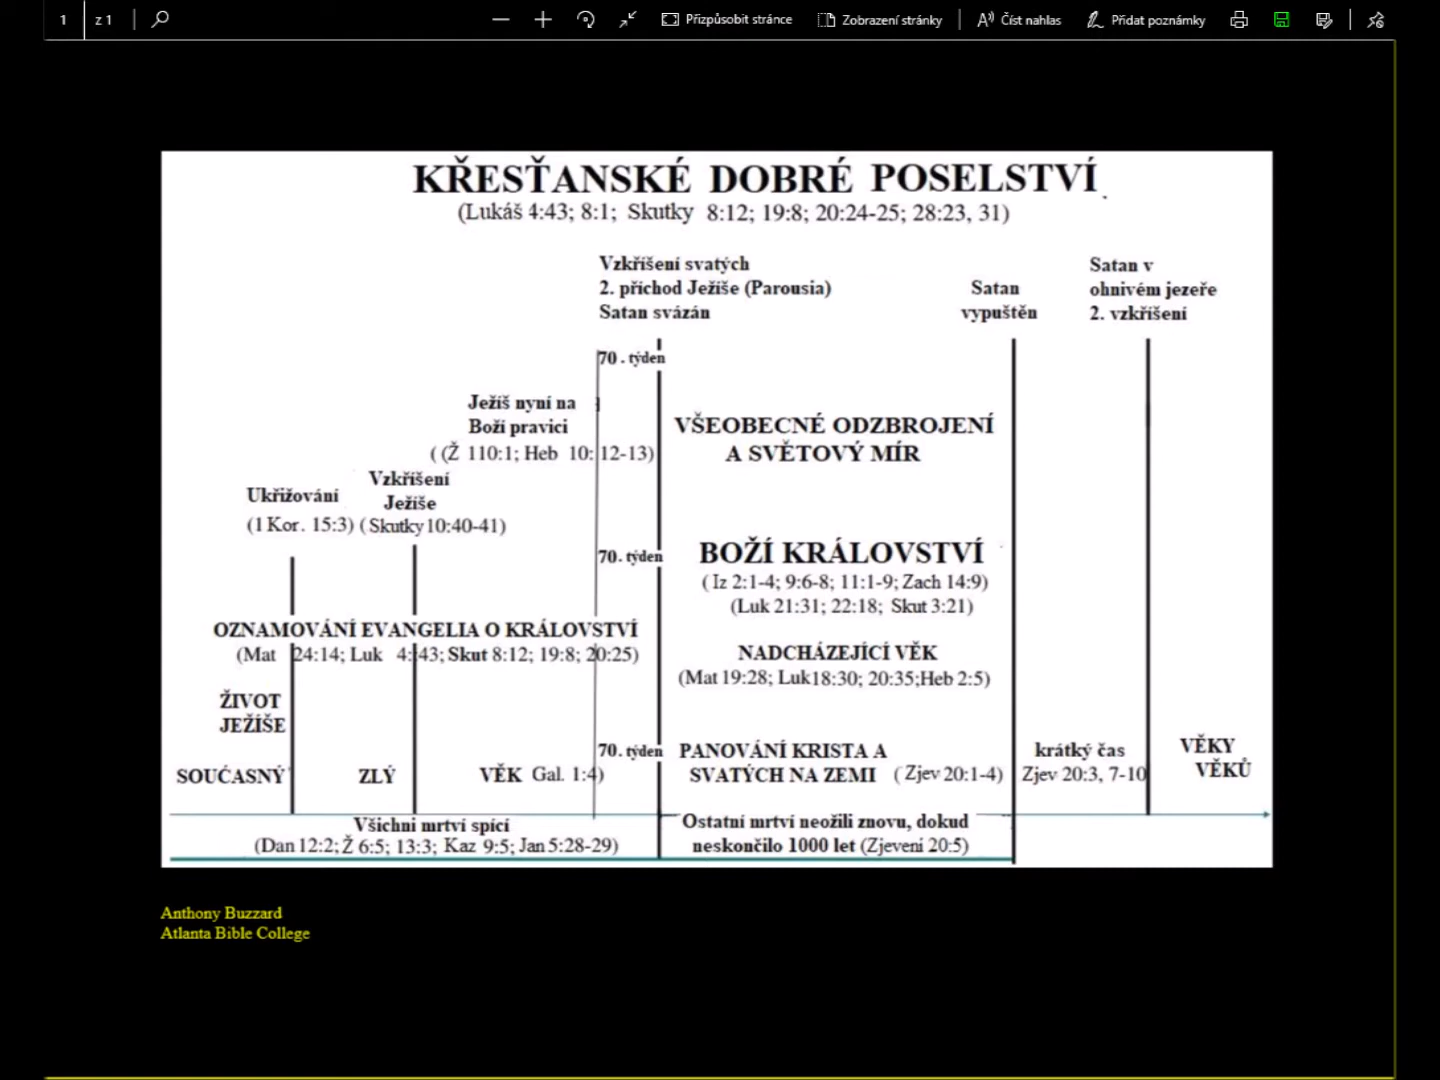 1 z 1 Přizpůsobit stránce Zobrazení stránky Číst nahlas Přidat poznámky
KŘESŤANSKÉ DOBRÉ POSELSTVÍ
(Lukáš 4:43; 8:1; Skutky 8:12; 19:8; 20:24-25; 28:23, 31)
Vzkříšení svatých
2. příchod Ježíše (Parousia)
Satan svázán
Satan
vypuštěn
Satan v
ohnivém jezeře
2. vzkříšení
70. týden
Ježíš nyní na
Boží pravici
( (Ž 110:1; Heb 10: 12-13)
VŠEOBECNÉ ODZBROJENÍ
A SVĚTOVÝ MÍR
Ukřižování
(1 Kor. 15:3)
Vzkříšení
Ježíše
( Skutky 10:40-41)
70. týden
BOŽÍ KRÁLOVSTVÍ
( Iz 2:1-4; 9:6-8; 11:1-9; Zach 14:9)
(Luk 21:31; 22:18; Skut 3:21)
OZNAMOVÁNÍ EVANGELIA O KRÁLOVSTVÍ
(Mat 24:14; Luk 4:43; Skut 8:12; 19:8; 20:25)
NADCHÁZEJÍCÍ VĚK
(Mat 19:28; Luk18:30; 20:35;Heb 2:5)
ŽIVOT
JEŽÍŠE
SOUČASNÝ ZLÝ VĚK Gal. 1:4)
70. týden
PANOVÁNÍ KRISTA A
SVATÝCH NA ZEMI ( Zjev 20:1-4)
krátký čas
Zjev 20:3, 7-10
VĚKY
VĚKŮ
Všichni mrtví spící
(Dan 12:2; Ž 6:5; 13:3; Kaz 9:5; Jan 5:28-29)
Ostatní mrtví neožili znovu, dokud
neskončilo 1000 let (Zjevení 20:5)
Anthony Buzzard
Atlanta Bible College